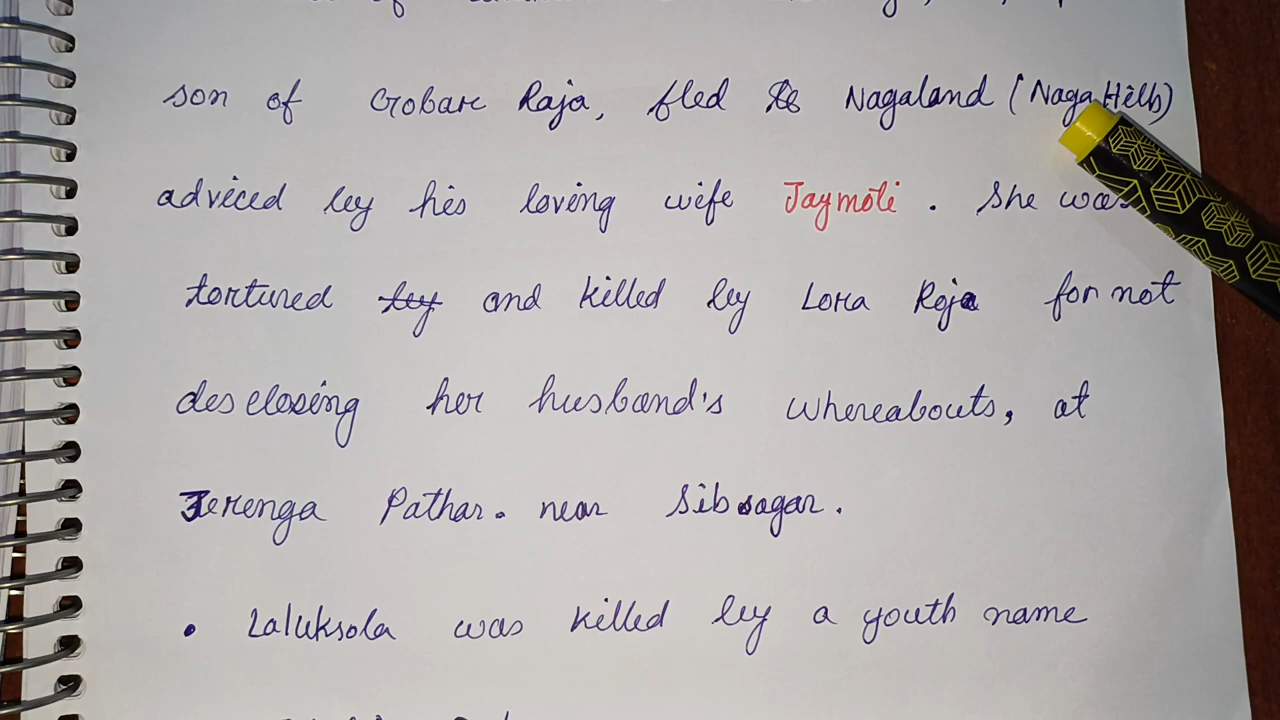 son of Gobar Raja, fled to Nagaland (Naga Hills)
adviced by his loving wife Jaymoti. She was
tortured by and killed by Lora Raja for not
desclosing her husband's whereabouts, at
Jerenga Pathar. near Sibsagar.
• Laluksola was killed by a youth name